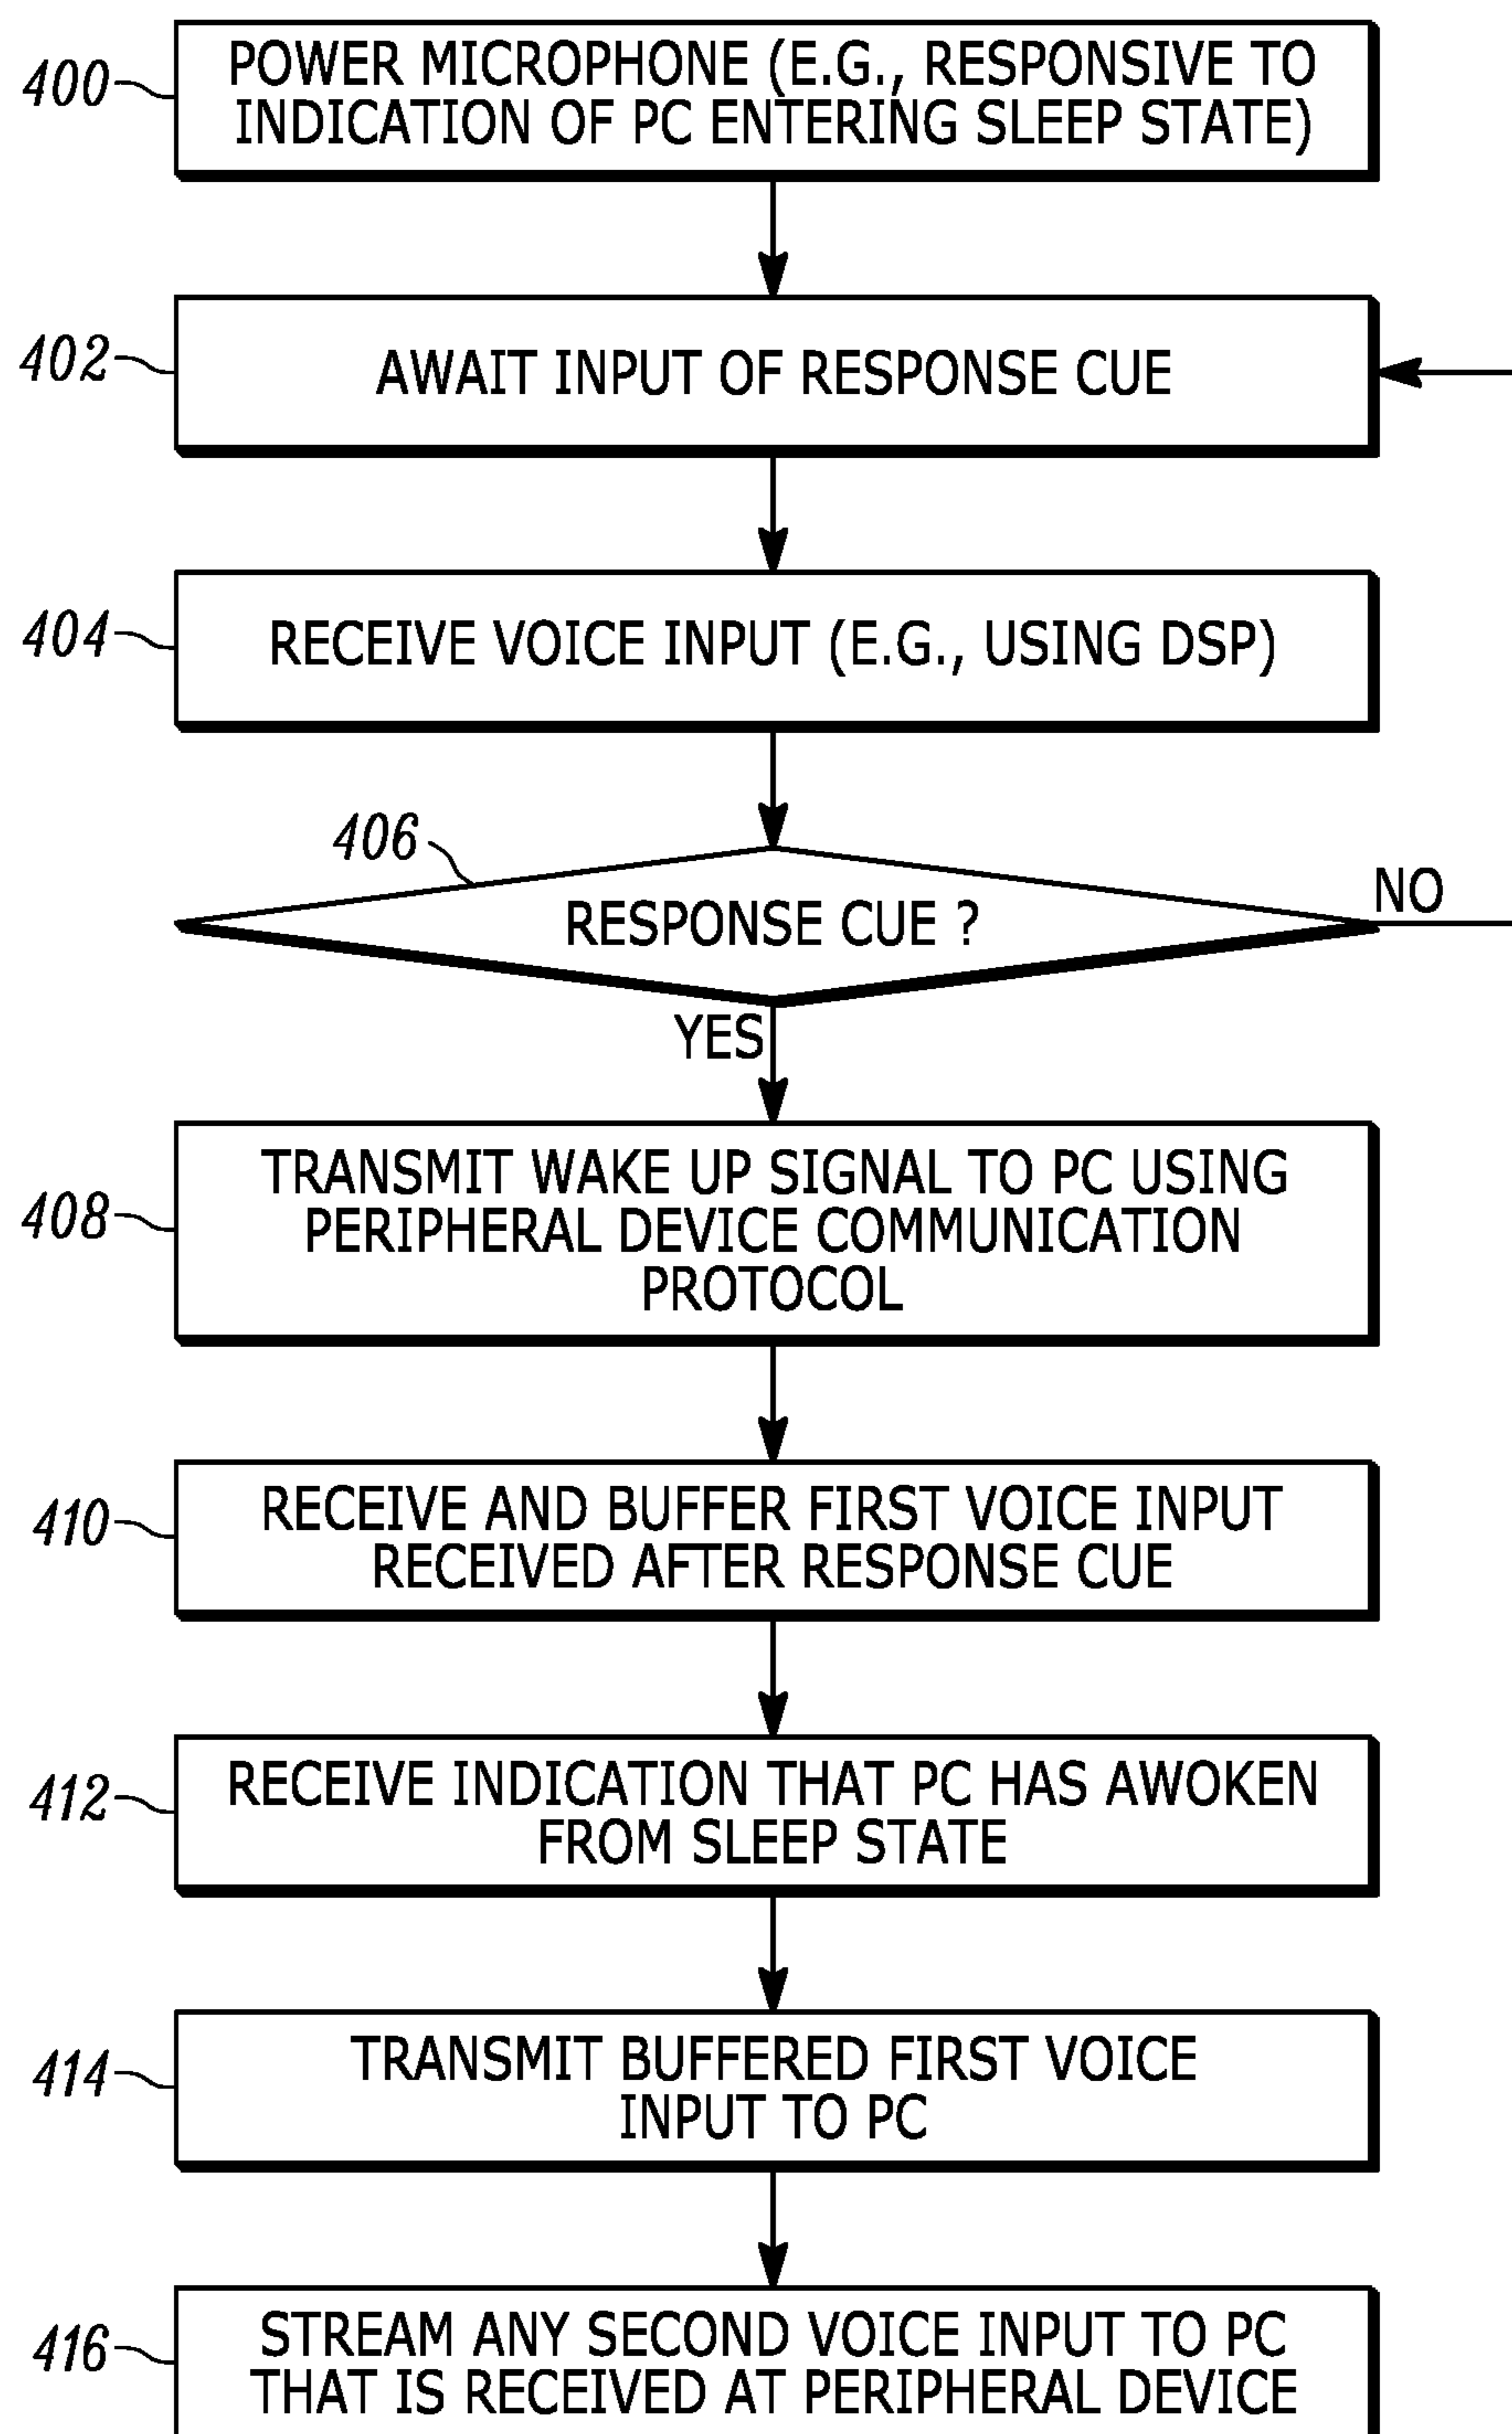 400
POWER MICROPHONE (E.G., RESPONSIVE TO
INDICATION OF PC ENTERING SLEEP STATE)
402
AWAIT INPUT OF RESPONSE CUE
404
RECEIVE VOICE INPUT (E.G., USING DSP)
406
RESPONSE CUE ?
NO
YES
408
TRANSMIT WAKE UP SIGNAL TO PC USING
PERIPHERAL DEVICE COMMUNICATION
PROTOCOL
410
RECEIVE AND BUFFER FIRST VOICE INPUT
RECEIVED AFTER RESPONSE CUE
412
RECEIVE INDICATION THAT PC HAS AWOKEN
FROM SLEEP STATE
414
TRANSMIT BUFFERED FIRST VOICE
INPUT TO PC
416
STREAM ANY SECOND VOICE INPUT TO PC
THAT IS RECEIVED AT PERIPHERAL DEVICE